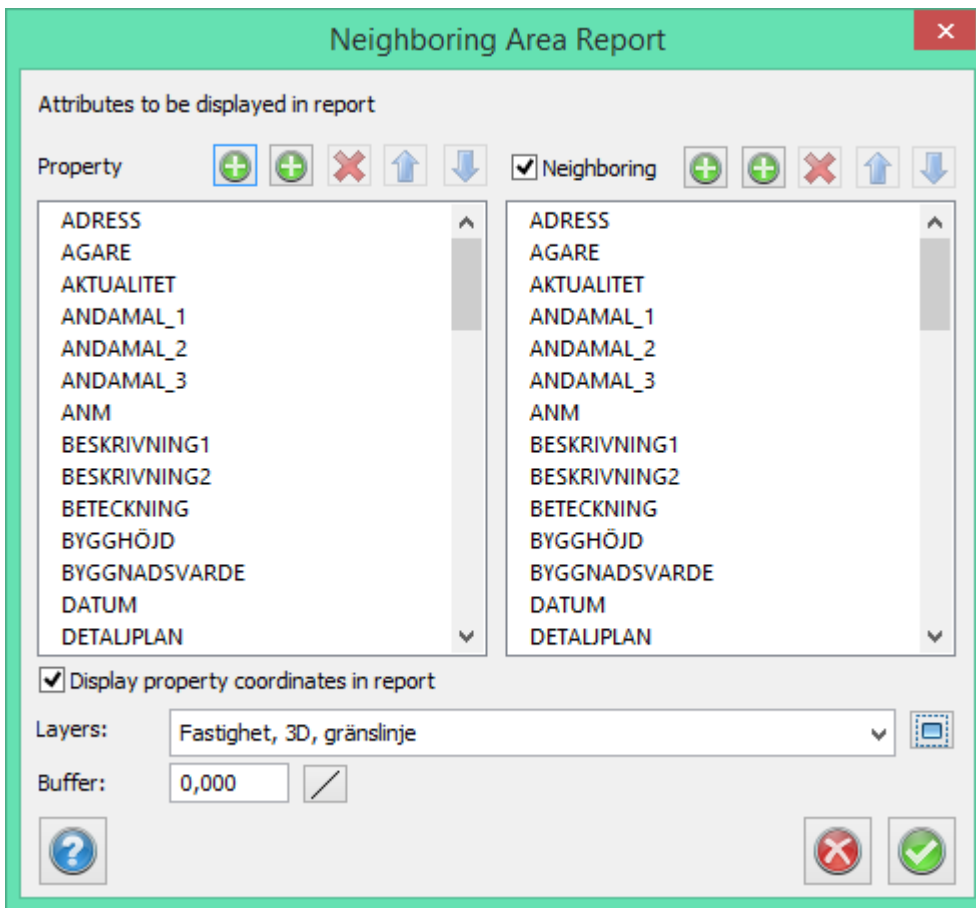 Neighboring Area Report
Attributes to be displayed in report
Property
Neighboring
ADRESS
AGARE
AKTUALITET
ANDAMAL_1
ANDAMAL_2
ANDAMAL_3
ANM
BESKRIVNING1
BESKRIVNING2
BETECKNING
BYGGHÖJD
BYGGNADSVARDE
DATUM
DETALJPLAN
ADRESS
AGARE
AKTUALITET
ANDAMAL_1
ANDAMAL_2
ANDAMAL_3
ANM
BESKRIVNING1
BESKRIVNING2
BETECKNING
BYGGHÖJD
BYGGNADSVARDE
DATUM
DETALJPLAN
Display property coordinates in report
Layers: Fastighet, 3D, gränslinje
Buffer: 0,000